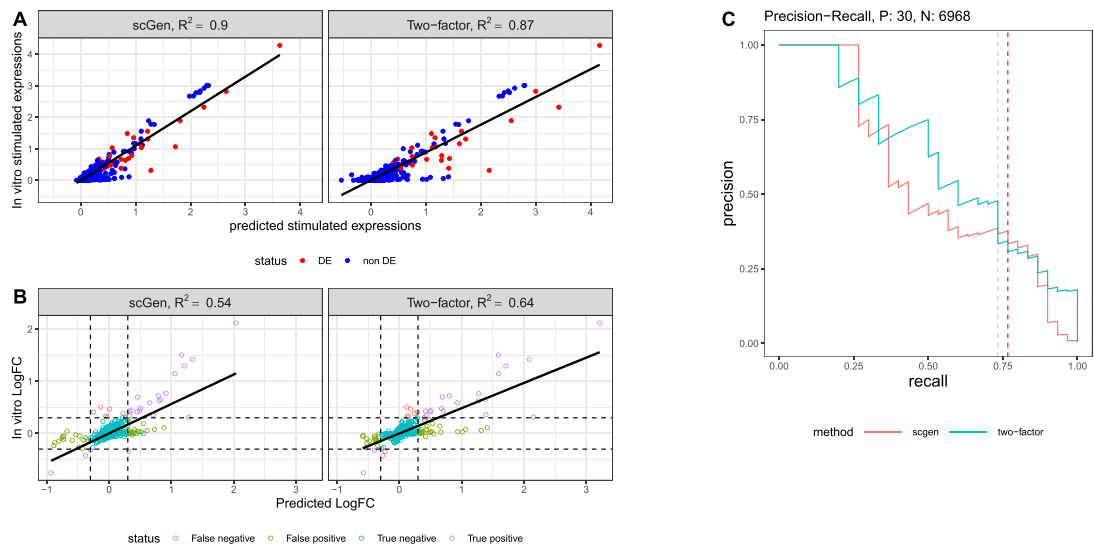 A
scGen, R² = 0.9
Two−factor, R² = 0.87
In vitro stimulated expressions
4
3
2
1
0
0
1
2
3
4
0
1
2
3
4
predicted stimulated expressions
status
DE
non DE
B
scGen, R² = 0.54
Two−factor, R² = 0.64
In vitro LogFC
2
1
0
−1
0
1
2
3
−1
0
1
2
3
Predicted LogFC
status
False negative
False positive
True negative
True positive
C
Precision−Recall, P: 30, N: 6968
precision
1.00
0.75
0.50
0.25
0.00
0.00
0.25
0.50
0.75
1.00
recall
method
scgen
two−factor